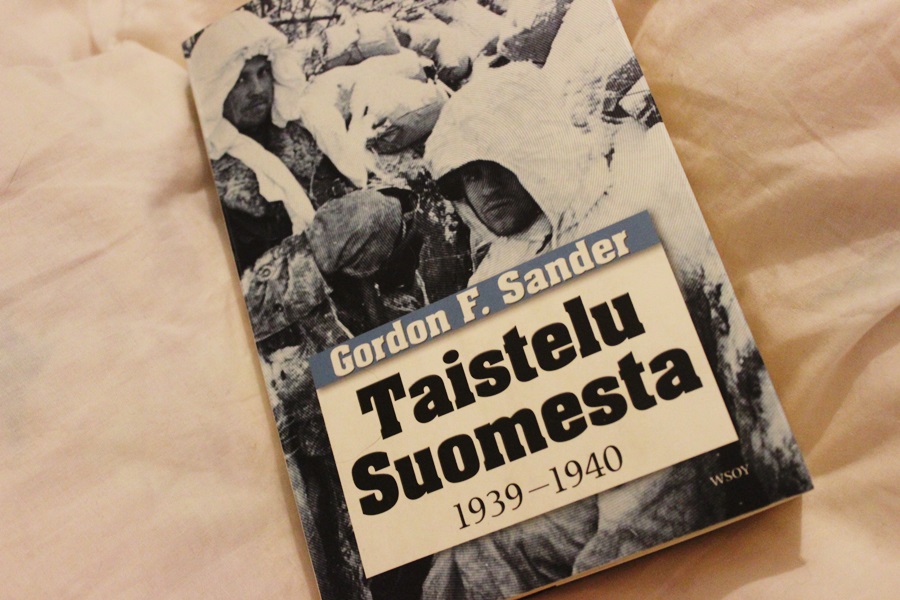 Gordon F. Sander
Taistelu
Suomesta
1939–1940
WSOY